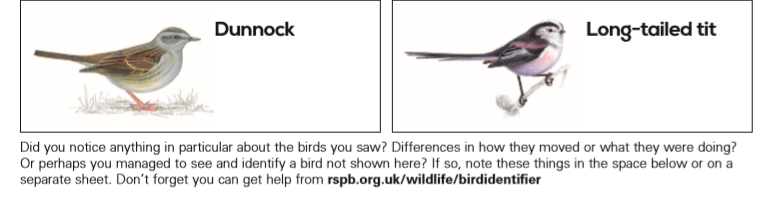 Dunnock
Long-tailed tit
Did you notice anything in particular about the birds you saw? Differences in how they moved or what they were doing?
Or perhaps you managed to see and identify a bird not shown here? If so, note these things in the space below or on a
separate sheet. Don't forget you can get help from rspb.org.uk/wildlife/birdidentifier